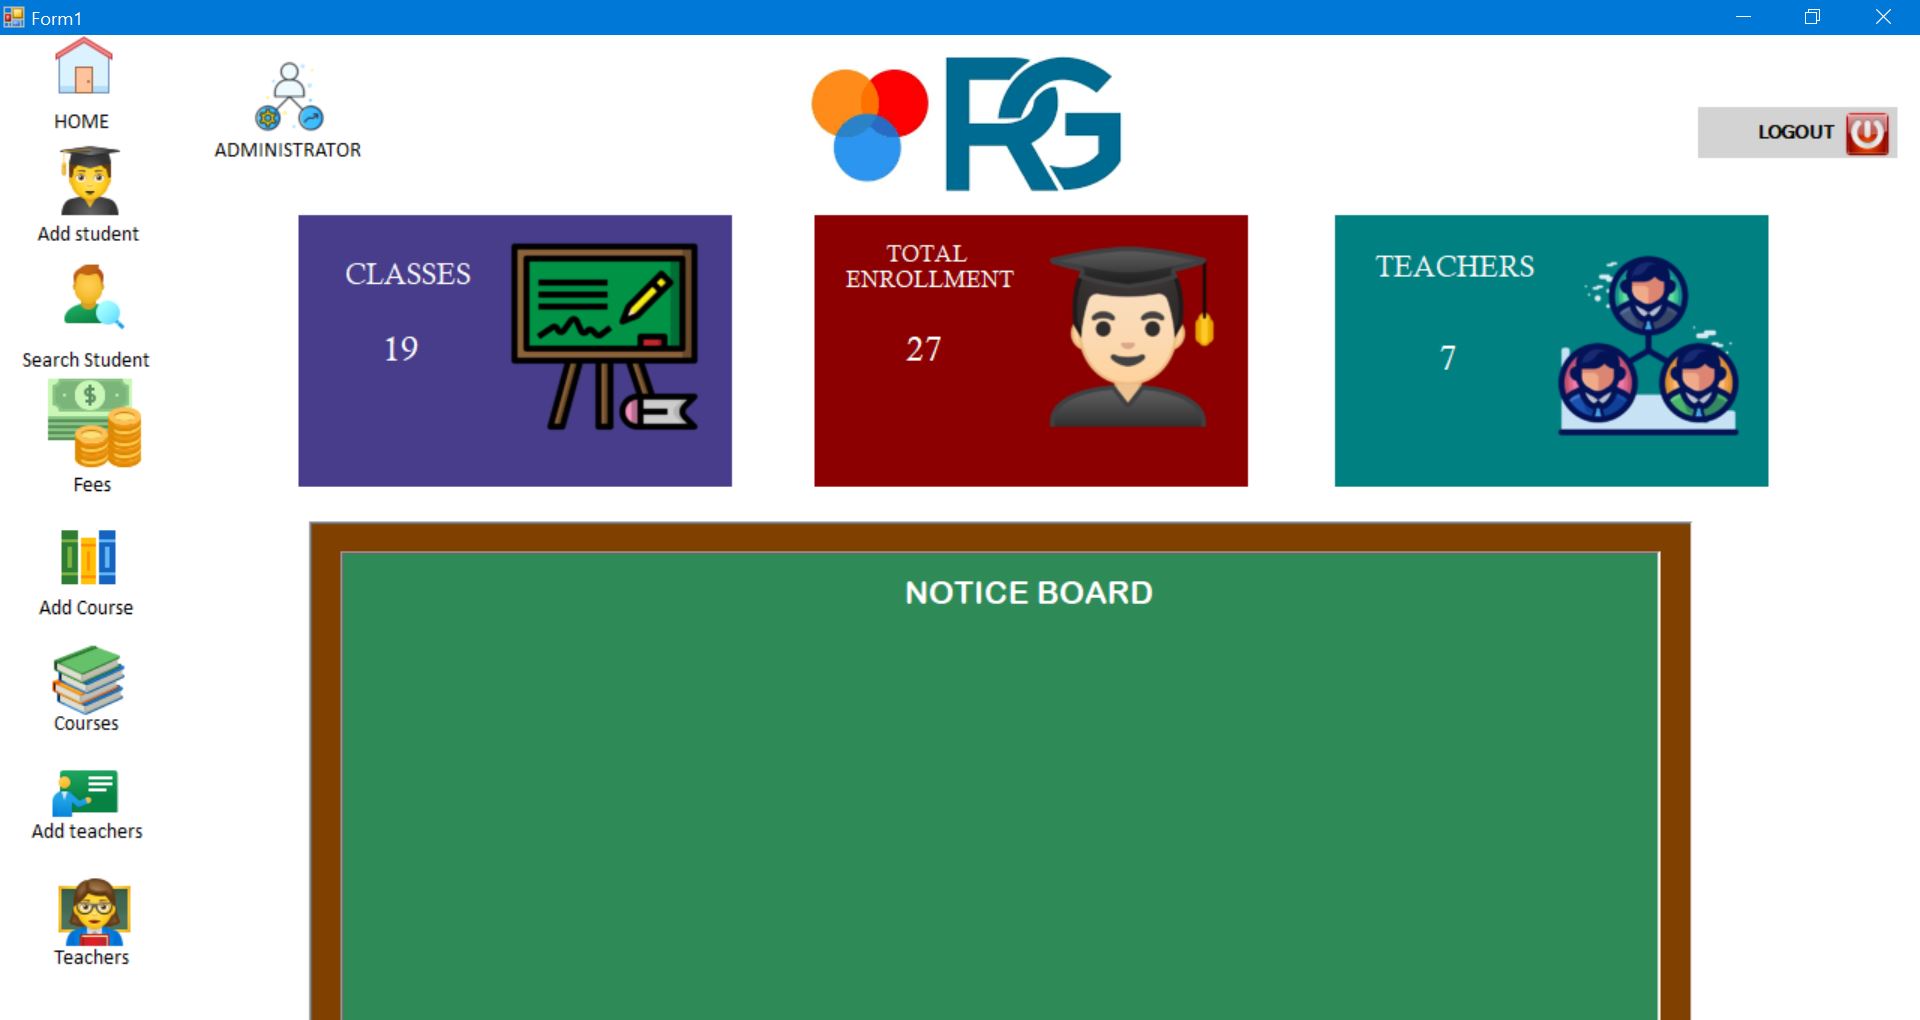 Form1
HOME
ADMINISTRATOR
RG
LOGOUT
Add student
Search Student
Fees
Add Course
Courses
Add teachers
Teachers
CLASSES
19
TOTAL
ENROLLMENT
27
TEACHERS
7
NOTICE BOARD